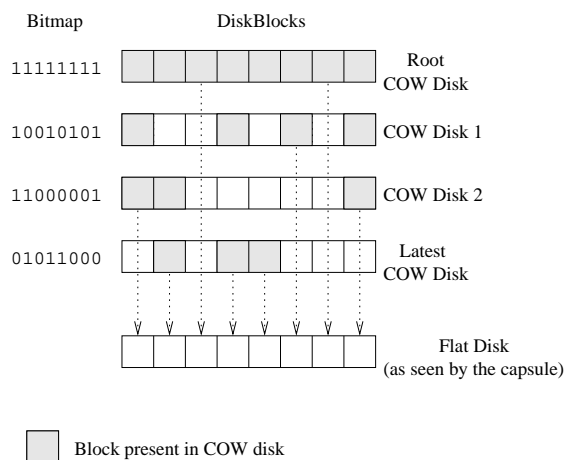 Bitmap DiskBlocks
11111111 Root
COW Disk
10010101 COW Disk 1
11000001 COW Disk 2
01011000 Latest
COW Disk
Flat Disk
(as seen by the capsule)
Block present in COW disk